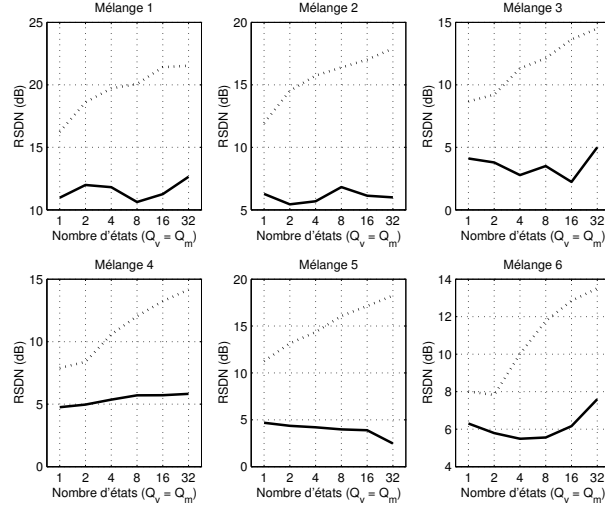 Mélange 1
25
20
15
10
RSDN (dB)
1 2 4 8 16 32
Nombre d'états (Q_v = Q_m)
Mélange 2
20
15
10
5
RSDN (dB)
1 2 4 8 16 32
Nombre d'états (Q_v = Q_m)
Mélange 3
15
10
5
0
RSDN (dB)
1 2 4 8 16 32
Nombre d'états (Q_v = Q_m)
Mélange 4
15
10
5
0
RSDN (dB)
1 2 4 8 16 32
Nombre d'états (Q_v = Q_m)
Mélange 5
20
15
10
5
0
RSDN (dB)
1 2 4 8 16 32
Nombre d'états (Q_v = Q_m)
Mélange 6
14
12
10
8
6
4
RSDN (dB)
1 2 4 8 16 32
Nombre d'états (Q_v = Q_m)